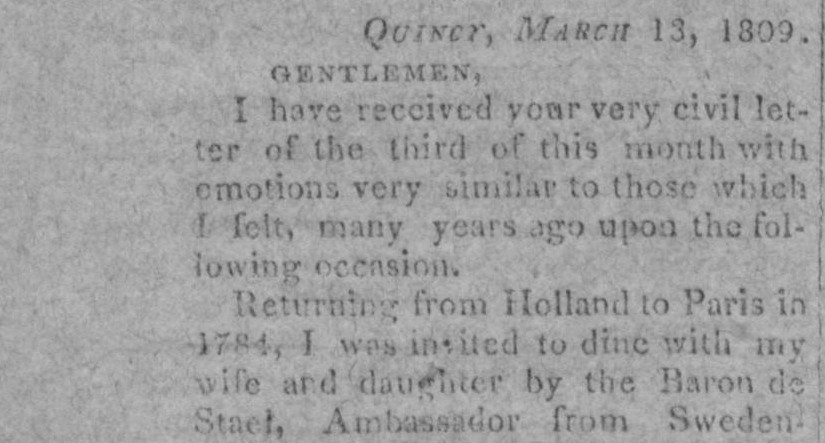 QUINCY, MARCH 13, 1809.
GENTLEMEN,
I have received your very civil let-
ter of the third of this month with
emotions very similar to those which
I felt, many years ago upon the fol-
lowing occasion.
Returning from Holland to Paris in
1784, I was invited to dine with my
wife and daughter by the Baron de
Stael, Ambassador from Sweden-